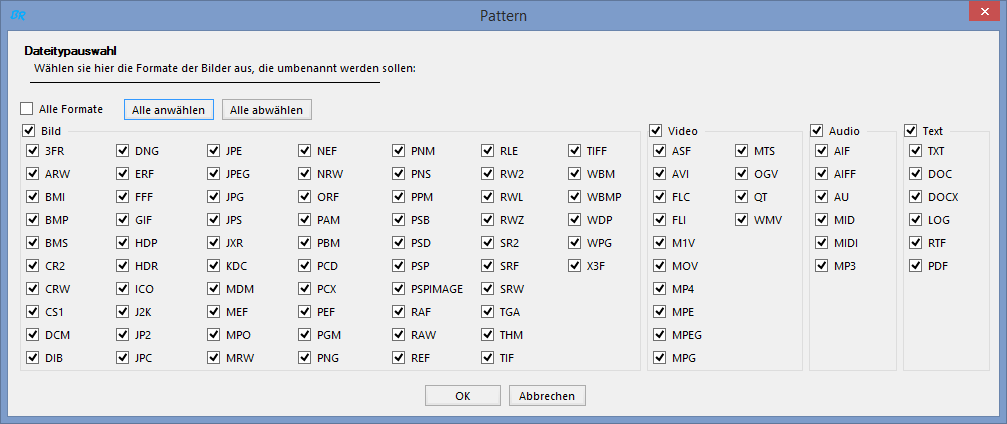 BR
Pattern
Dateitypauswahl
Wählen sie hier die Formate der Bilder aus, die umbenannt werden sollen:
Alle Formate Alle anwählen Alle abwählen
Bild Video Audio Text
3FR DNG JPE NEF PNM RLE TIFF ASF MTS AIF TXT
ARW ERF JPEG NRW PNS RW2 WBM AVI OGV AIFF DOC
BMI FFF JPG ORF PPM RWL WBMP FLC QT AU DOCX
BMP GIF JPS PAM PSB RWZ WDP FLI WMV MID LOG
BMS HDP JXR PBM PSD SR2 WPG M1V MIDI RTF
CR2 HDR KDC PCD PSP SRF X3F MOV MP3 PDF
CRW ICO MDM PCX PSPIMAGE SRW MP4
CS1 J2K MEF PEF RAF TGA MPE
DCM JP2 MPO PGM RAW THM MPEG
DIB JPC MRW PNG REF TIF MPG
OK Abbrechen